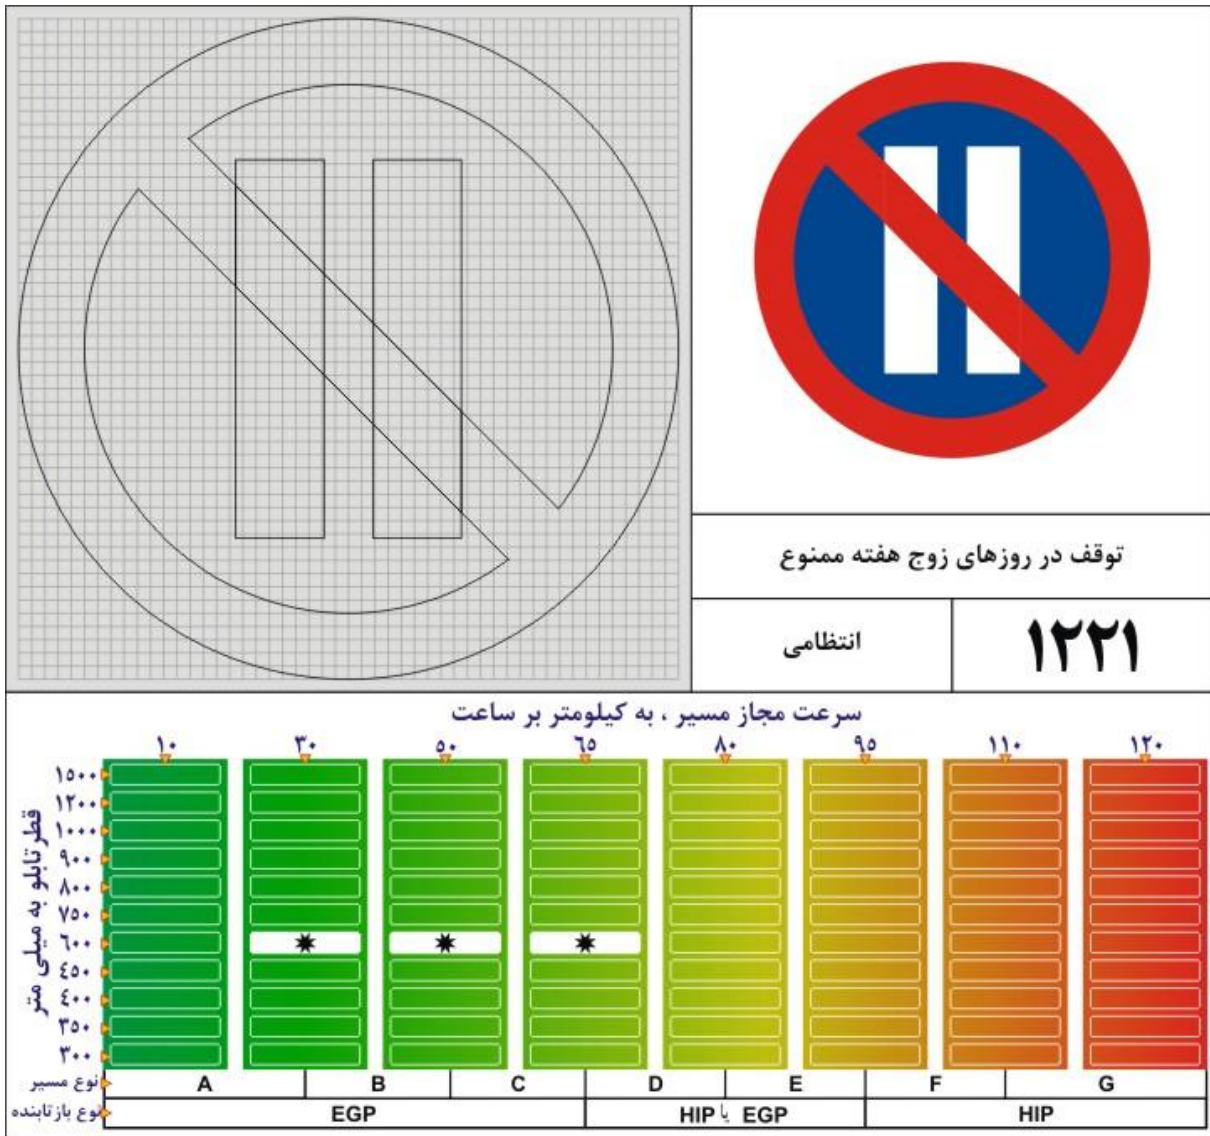 توقف در روزهای زوج هفته ممنوع
۱۲۲۱
انتظامی
سرعت مجاز مسیر ، به کیلومتر بر ساعت
۱۰ ۳۰ ۵۰ ۶۵ ۸۰ ۹۵ ۱۱۰ ۱۲۰
قطر تابلو به میلی متر
۱۵۰۰
۱۲۰۰
۱۰۰۰
۹۰۰
۸۰۰
۷۵۰
۶۰۰
۴۵۰
۴۰۰
۳۵۰
۳۰۰
نوع مسیر A B C D E F G
نوع بازتابنده EGP HIP یا EGP HIP